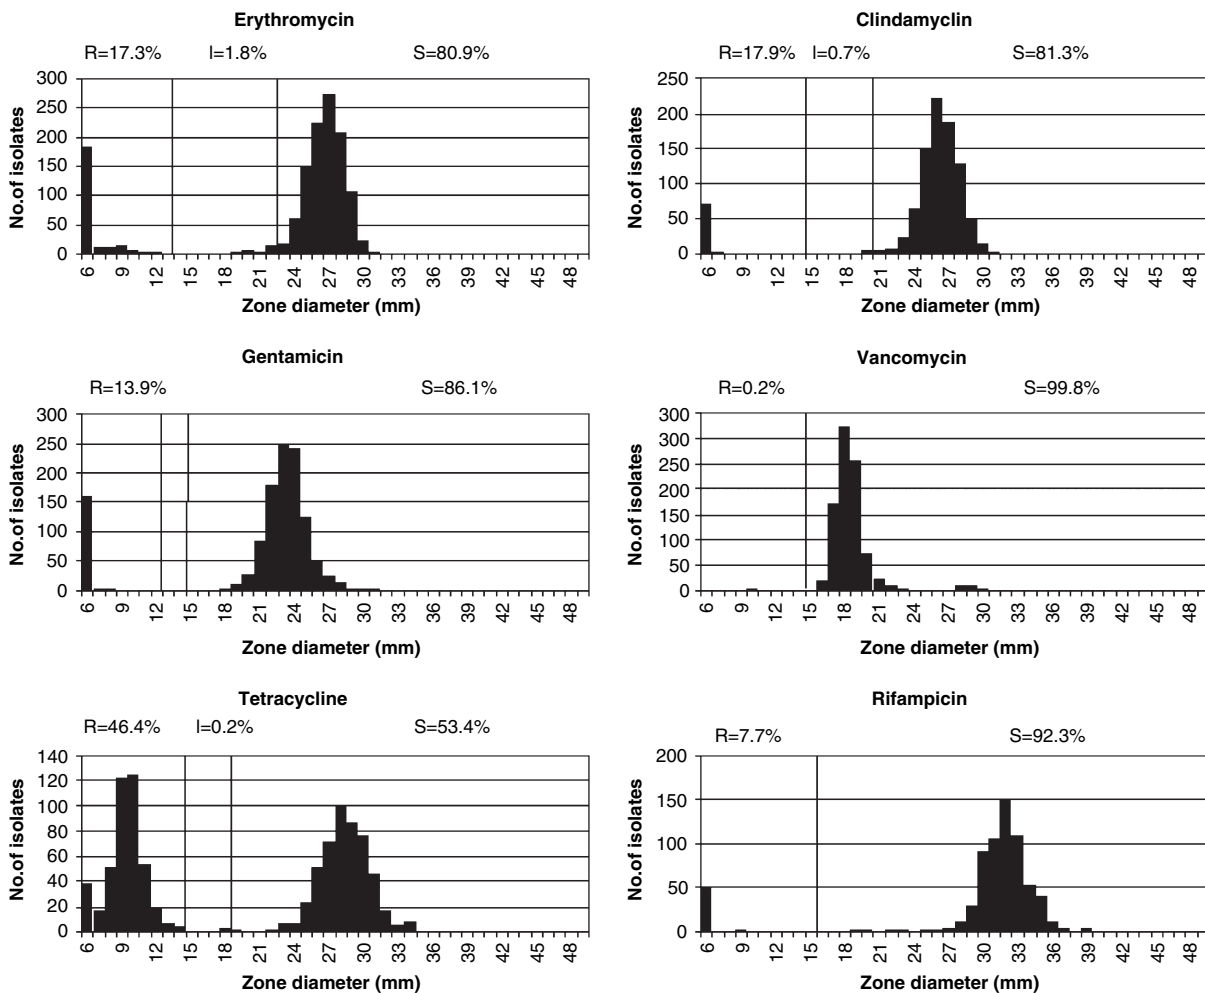 Erythromycin
R=17.3% I=1.8% S=80.9%
No.of isolates
300
250
200
150
100
50
0
6 9 12 15 18 21 24 27 30 33 36 39 42 45 48
Zone diameter (mm)
Clindamyclin
R=17.9% I=0.7% S=81.3%
No.of isolates
250
200
150
100
50
0
6 9 12 15 18 21 24 27 30 33 36 39 42 45 48
Zone diameter (mm)
Gentamicin
R=13.9% S=86.1%
No.of isolates
300
250
200
150
100
50
0
6 9 12 15 18 21 24 27 30 33 36 39 42 45 48
Zone diameter (mm)
Vancomycin
R=0.2% S=99.8%
No.of isolates
300
300
250
200
150
100
50
0
6 9 12 15 18 21 24 27 30 33 36 39 42 45 48
Zone diameter (mm)
Tetracycline
R=46.4% I=0.2% S=53.4%
No.of isolates
140
120
100
80
60
40
20
0
6 9 12 15 18 21 24 27 30 33 36 39 42 45 48
Zone diameter (mm)
Rifampicin
R=7.7% S=92.3%
No.of isolates
200
150
100
50
0
6 9 12 15 18 21 24 27 30 33 36 39 42 45 48
Zone diameter (mm)